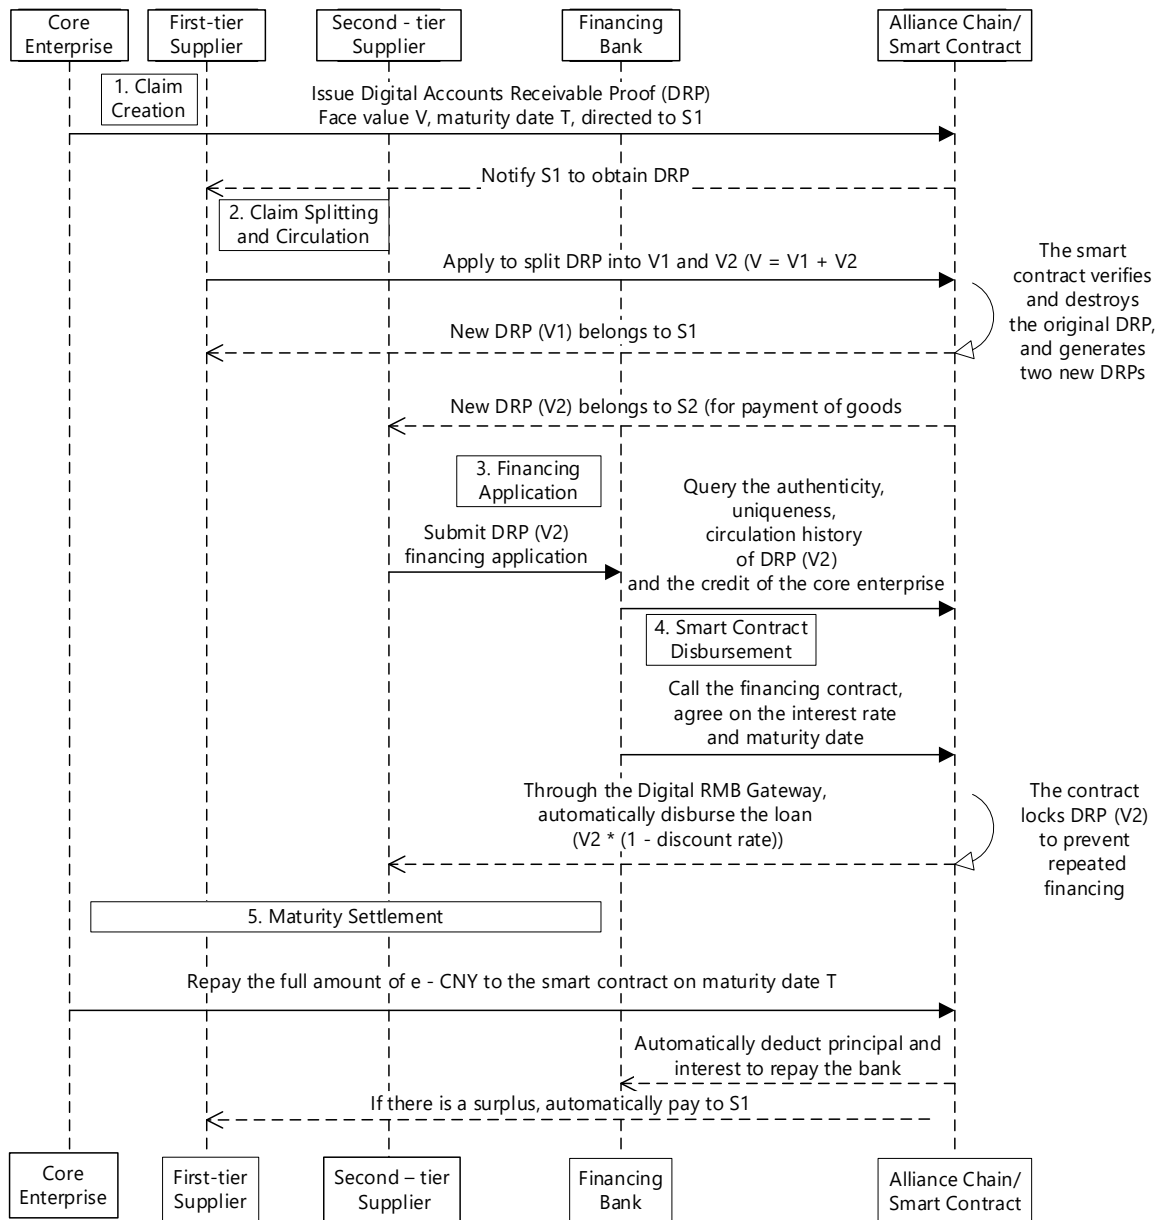 Core
Enterprise
First-tier
Supplier
Second - tier
Supplier
Financing
Bank
Alliance Chain/
Smart Contract
1. Claim
Creation
Issue Digital Accounts Receivable Proof (DRP)
Face value V, maturity date T, directed to S1
Notify S1 to obtain DRP
2. Claim Splitting
and Circulation
Apply to split DRP into V1 and V2 (V = V1 + V2
The smart
contract verifies
and destroys
the original DRP,
and generates
two new DRPs
New DRP (V1) belongs to S1
New DRP (V2) belongs to S2 (for payment of goods
3. Financing
Application
Submit DRP (V2)
financing application
Query the authenticity,
uniqueness,
circulation history
of DRP (V2)
and the credit of the core enterprise
4. Smart Contract
Disbursement
Call the financing contract,
agree on the interest rate
and maturity date
Through the Digital RMB Gateway,
automatically disburse the loan
(V2 * (1 - discount rate))
The contract
locks DRP (V2)
to prevent
repeated
financing
5. Maturity Settlement
Repay the full amount of e - CNY to the smart contract on maturity date T
Automatically deduct principal and
interest to repay the bank
If there is a surplus, automatically pay to S1
Core
Enterprise
First-tier
Supplier
Second – tier
Supplier
Financing
Bank
Alliance Chain/
Smart Contract